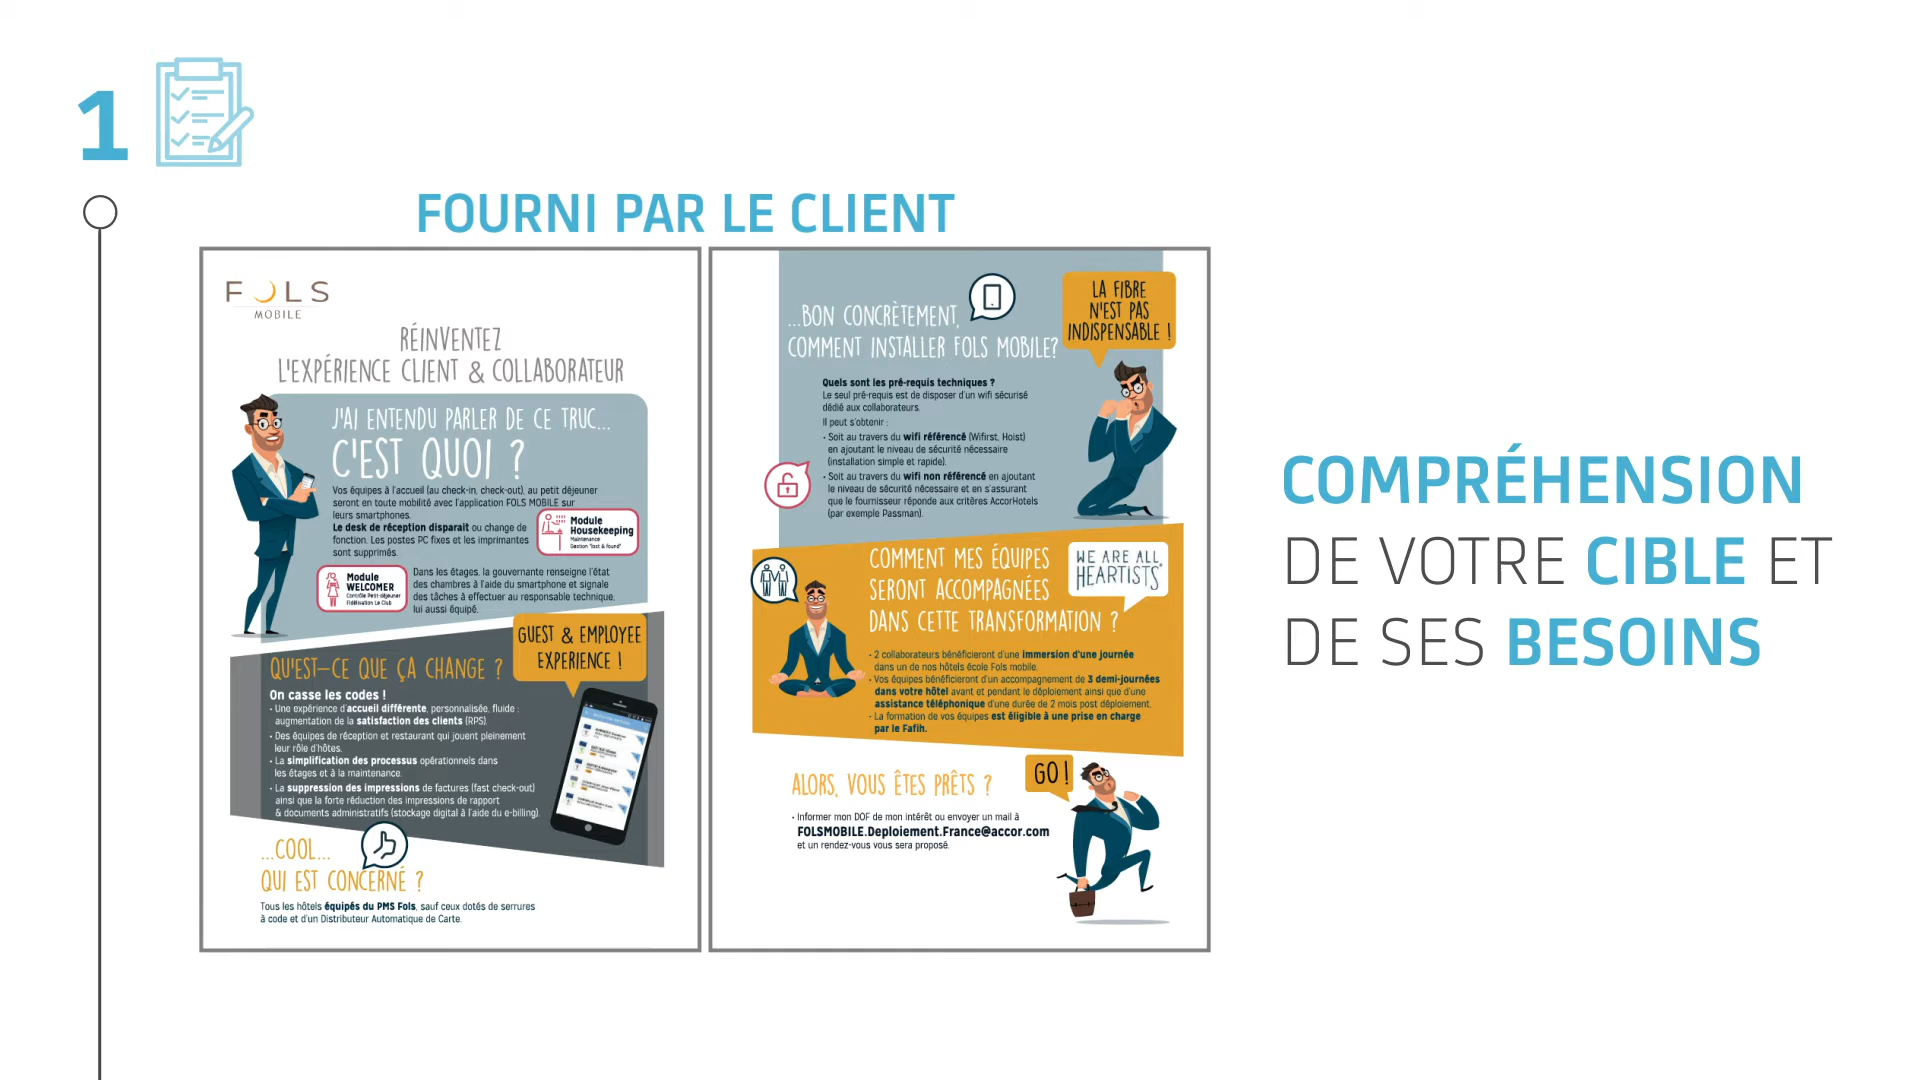 1
FOURNI PAR LE CLIENT
FOLS
MOBILE
RÉINVENTEZ
L'EXPÉRIENCE CLIENT & COLLABORATEUR
J'AI ENTENDU PARLER DE CE TRUC...
C'EST QUOI ?
Vos équipes à l'accueil (au check-in, check-out), au petit déjeuner
seront en toute mobilité avec l'application FOLS MOBILE sur
leurs smartphones.
Le desk de réception disparait ou change de
fonction. Les postes PC fixes et les imprimantes
sont supprimés.
Module
Housekeeping
Maintenance
Gestion "lost & found"
Module
WELCOMER
Contrôle Petit-déjeuner
Fidélisation Le Club
Dans les étages, la gouvernante renseigne l'état
des chambres à l'aide du smartphone et signale
des tâches à effectuer au responsable technique,
lui aussi équipé.
GUEST & EMPLOYEE
EXPERIENCE !
QU'EST-CE QUE ÇA CHANGE ?
On casse les codes !
• Une expérience d'accueil différente, personnalisée, fluide :
augmentation de la satisfaction des clients (RPS).
• Des équipes de réception et restaurant qui jouent pleinement
leur rôle d'hôtes.
• La simplification des processus opérationnels dans
les étages et à la maintenance.
• La suppression des impressions de factures (fast check-out)
ainsi que la forte réduction des impressions de rapport
& documents administratifs (stockage digital à l'aide du e-billing).
...COOL...
QUI EST CONCERNÉ ?
Tous les hôtels équipés du PMS Fols, sauf ceux dotés de serrures
à code et d'un Distributeur Automatique de Carte.
...BON CONCRÈTEMENT,
COMMENT INSTALLER FOLS MOBILE?
LA FIBRE
N'EST PAS
INDISPENSABLE !
Quels sont les pré-requis techniques ?
Le seul pré-requis est de disposer d'un wifi sécurisé
dédié aux collaborateurs.
Il peut s'obtenir :
• Soit au travers du wifi référencé (Wifirst, Hoist)
en ajoutant le niveau de sécurité nécessaire
(installation simple et rapide).
• Soit au travers du wifi non référencé en ajoutant
le niveau de sécurité nécessaire et en s'assurant
que le fournisseur réponde aux critères AccorHotels
(par exemple Passman).
COMMENT MES ÉQUIPES
SERONT ACCOMPAGNÉES
DANS CETTE TRANSFORMATION ?
WE ARE ALL
HEARTISTS
• 2 collaborateurs bénéficieront d'une immersion d'une journée
dans un de nos hôtels école Fols mobile.
• Vos équipes bénéficieront d'un accompagnement de 3 demi-journées
dans votre hôtel avant et pendant le déploiement ainsi que d'une
assistance téléphonique d'une durée de 2 mois post déploiement.
• La formation de vos équipes est éligible à une prise en charge
par le Fafih.
ALORS, VOUS ÊTES PRÊTS ?
GO !
• Informer mon DOF de mon intérêt ou envoyer un mail à
FOLSMOBILE.Deploiement.France@accor.com
et un rendez-vous vous sera proposé.
COMPRÉHENSION
DE VOTRE CIBLE ET
DE SES BESOINS